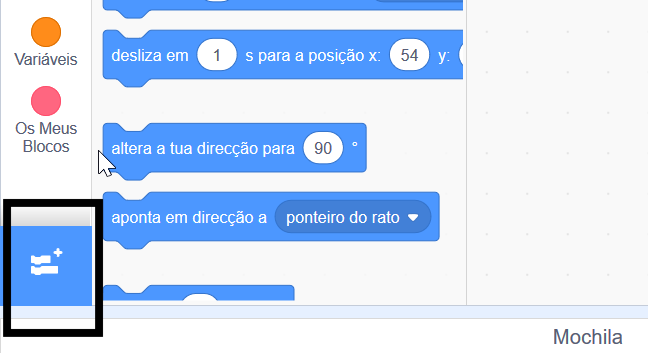 desliza em 1 s para a posição x: 54 y:
Variáveis
Os Meus
Blocos
altera a tua direcção para 90 °
aponta em direcção a ponteiro do rato
Mochila